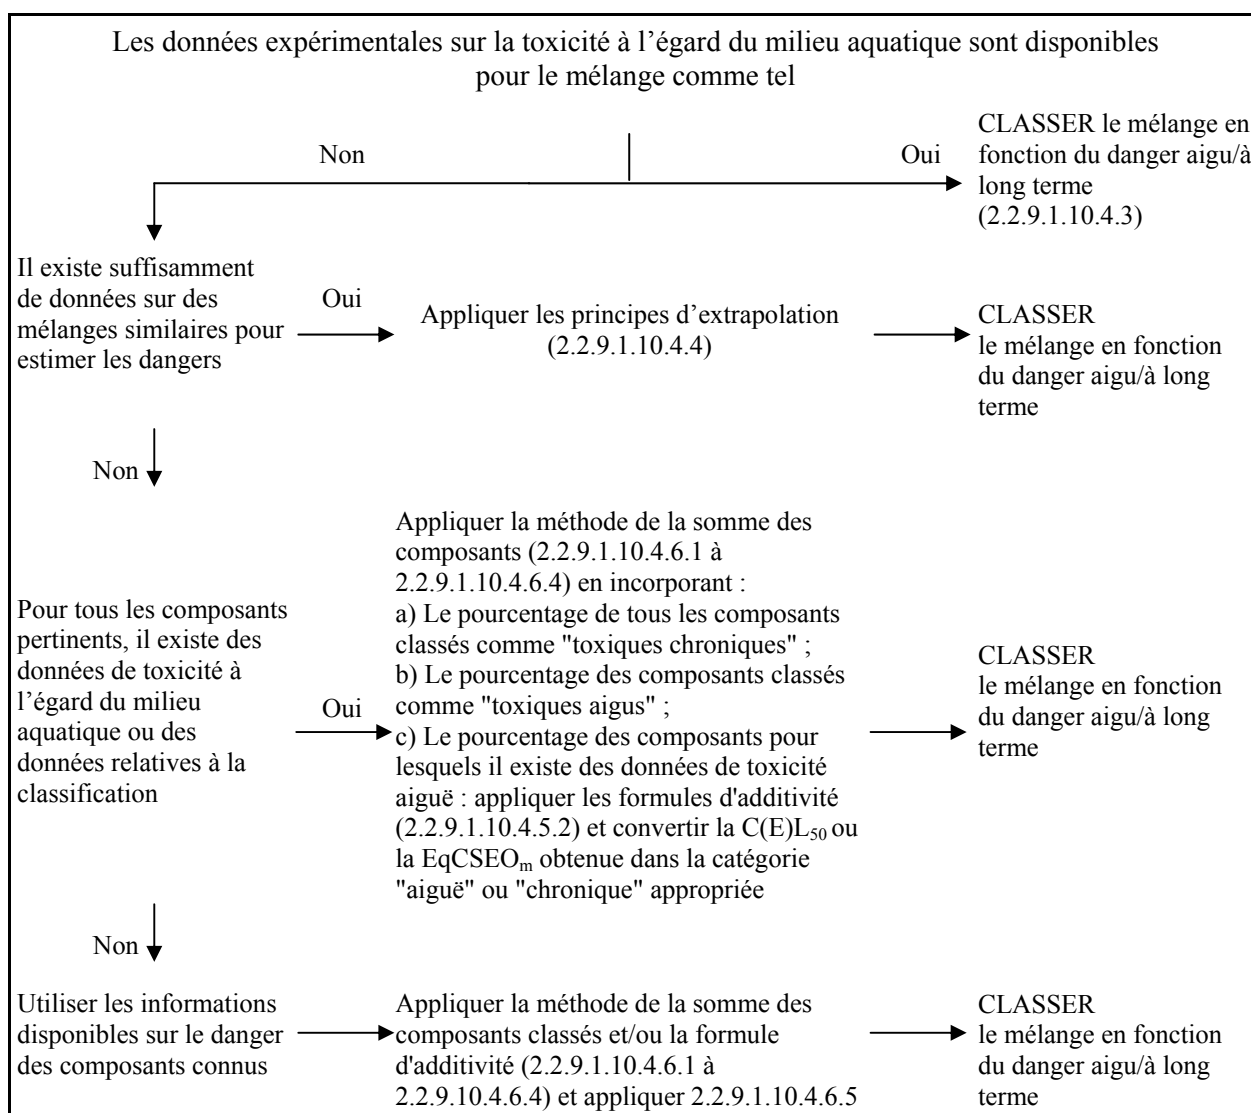 Les données expérimentales sur la toxicité à l'égard du milieu aquatique sont disponibles
pour le mélange comme tel
Non
Oui
CLASSER le mélange en
fonction du danger aigu/à
long terme
(2.2.9.1.10.4.3)
Il existe suffisamment
de données sur des
mélanges similaires pour
estimer les dangers
Oui
Appliquer les principes d'extrapolation
(2.2.9.1.10.4.4)
CLASSER
le mélange en fonction
du danger aigu/à long
terme
Non
Pour tous les composants
pertinents, il existe des
données de toxicité à
l'égard du milieu
aquatique ou des
données relatives à la
classification
Oui
Appliquer la méthode de la somme des
composants (2.2.9.1.10.4.6.1 à
2.2.9.1.10.4.6.4) en incorporant :
a) Le pourcentage de tous les composants
classés comme "toxiques chroniques" ;
b) Le pourcentage des composants classés
comme "toxiques aigus" ;
c) Le pourcentage des composants pour
lesquels il existe des données de toxicité
aiguë : appliquer les formules d'additivité
(2.2.9.1.10.4.5.2) et convertir la C(E)L50 ou
la EqCSEOm obtenue dans la catégorie
"aiguë" ou "chronique" appropriée
CLASSER
le mélange en fonction
du danger aigu/à long
terme
Non
Utiliser les informations
disponibles sur le danger
des composants connus
Appliquer la méthode de la somme des
composants classés et/ou la formule
d'additivité (2.2.9.1.10.4.6.1 à
2.2.9.10.4.6.4) et appliquer 2.2.9.1.10.4.6.5
CLASSER
le mélange en fonction
du danger aigu/à long
terme